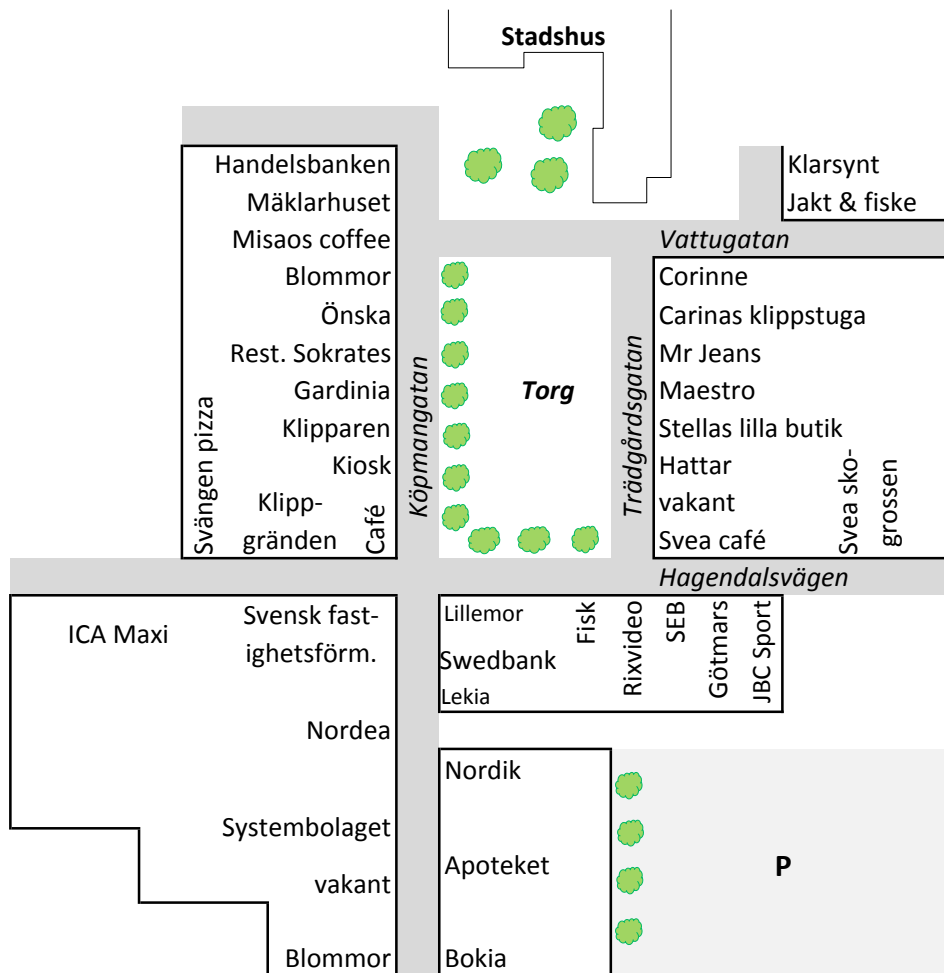 Stadshus
Handelsbanken
Mäklarhuset
Misaos coffee
Blommor
Önska
Rest. Sokrates
Gardinia
Klipparen
Kiosk
Klipp-
gränden
Café
Svängen pizza
Köpmangatan
Torg
Trädgårdsgatan
Klarsynt
Jakt & fiske
Vattugatan
Corinne
Carinas klippstuga
Mr Jeans
Maestro
Stellas lilla butik
Hattar
vakant
Svea café
Svea sko-
grossen
Hagendalsvägen
ICA Maxi
Svensk fast-
ighetsförm.
Nordea
Systembolaget
vakant
Blommor
Lillemor
Swedbank
Lekia
Fisk
Rixvideo
SEB
Götmars
JBC Sport
Nordik
Apoteket
Bokia
P